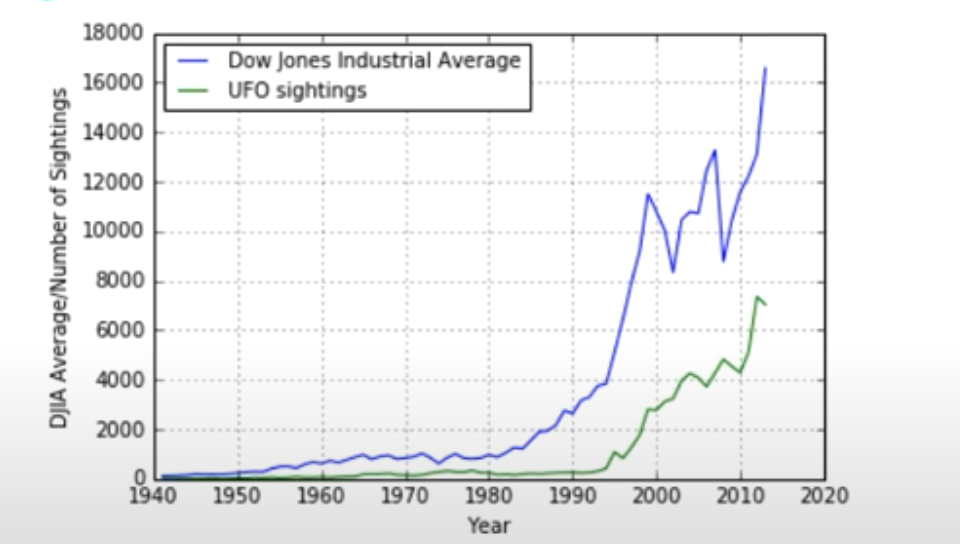 18000
16000
14000
12000
10000
8000
6000
4000
2000
0
DJIA Average/Number of Sightings
Dow Jones Industrial Average
UFO sightings
1940 1950 1960 1970 1980 1990 2000 2010 2020
Year